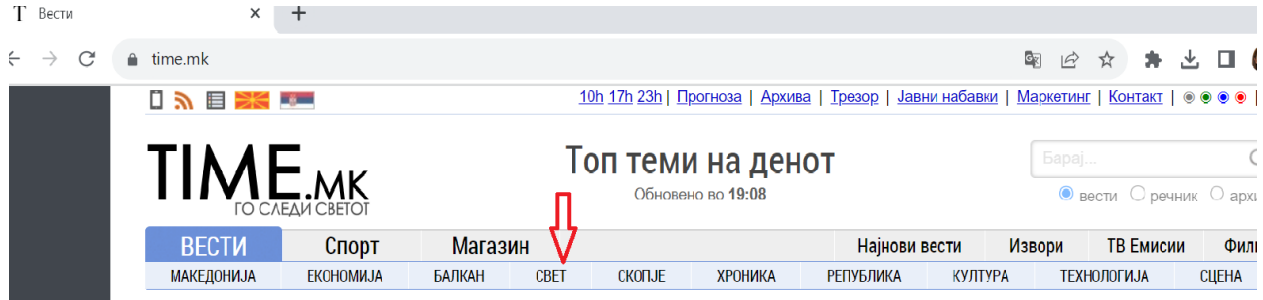 T Вести
time.mk
10h 17h 23h | Прогноза | Архива | Трезор | Јавни набавки | Маркетинг | Контакт |
TIME.МК
ГО СЛЕДИ СВЕТОТ
Топ теми на денот
Обновено во 19:08
Барај...
вести речник
ВЕСТИ Спорт Магазин Најнови вести Извори ТВ Емисии
МАКЕДОНИЈА ЕКОНОМИЈА БАЛКАН СВЕТ СКОПЈЕ ХРОНИКА РЕПУБЛИКА КУЛТУРА ТЕХНОЛОГИЈА СЦЕНА